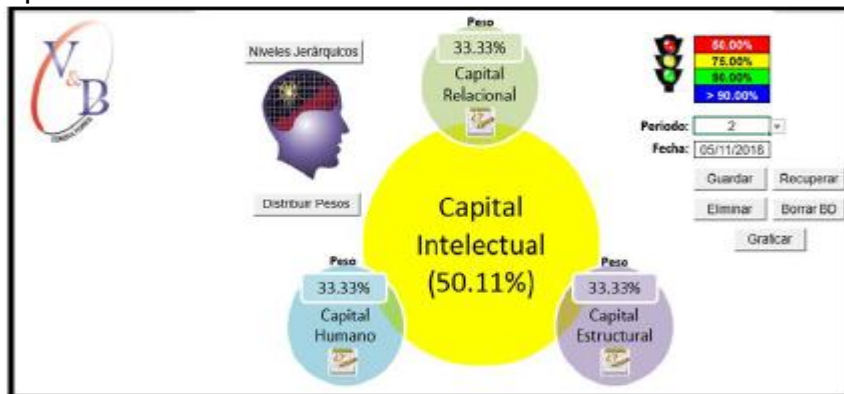 V&B
CONSULTORES
Niveles Jerárquicos
Distribuir Pesos
Peso
33.33%
Capital
Relacional
Capital
Intelectual
(50.11%)
Peso
33.33%
Capital
Humano
Peso
33.33%
Capital
Estructural
50.00%
75.00%
90.00%
> 90.00%
Periodo: 2
Fecha: 05/11/2018
Guardar Recuperar
Eliminar Borrar BD
Graficar